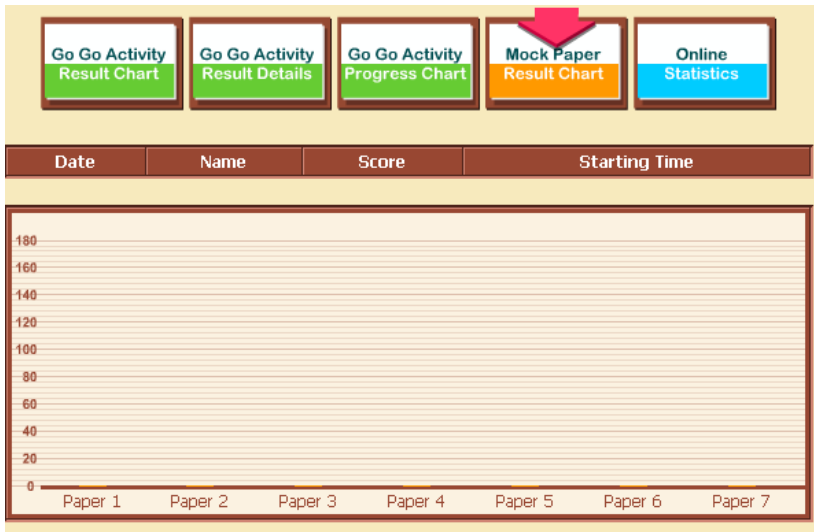 Go Go Activity
Result Chart
Go Go Activity
Result Details
Go Go Activity
Progress Chart
Mock Paper
Result Chart
Online
Statistics
Date Name Score Starting Time
180
160
140
120
100
80
60
40
20
0
Paper 1 Paper 2 Paper 3 Paper 4 Paper 5 Paper 6 Paper 7